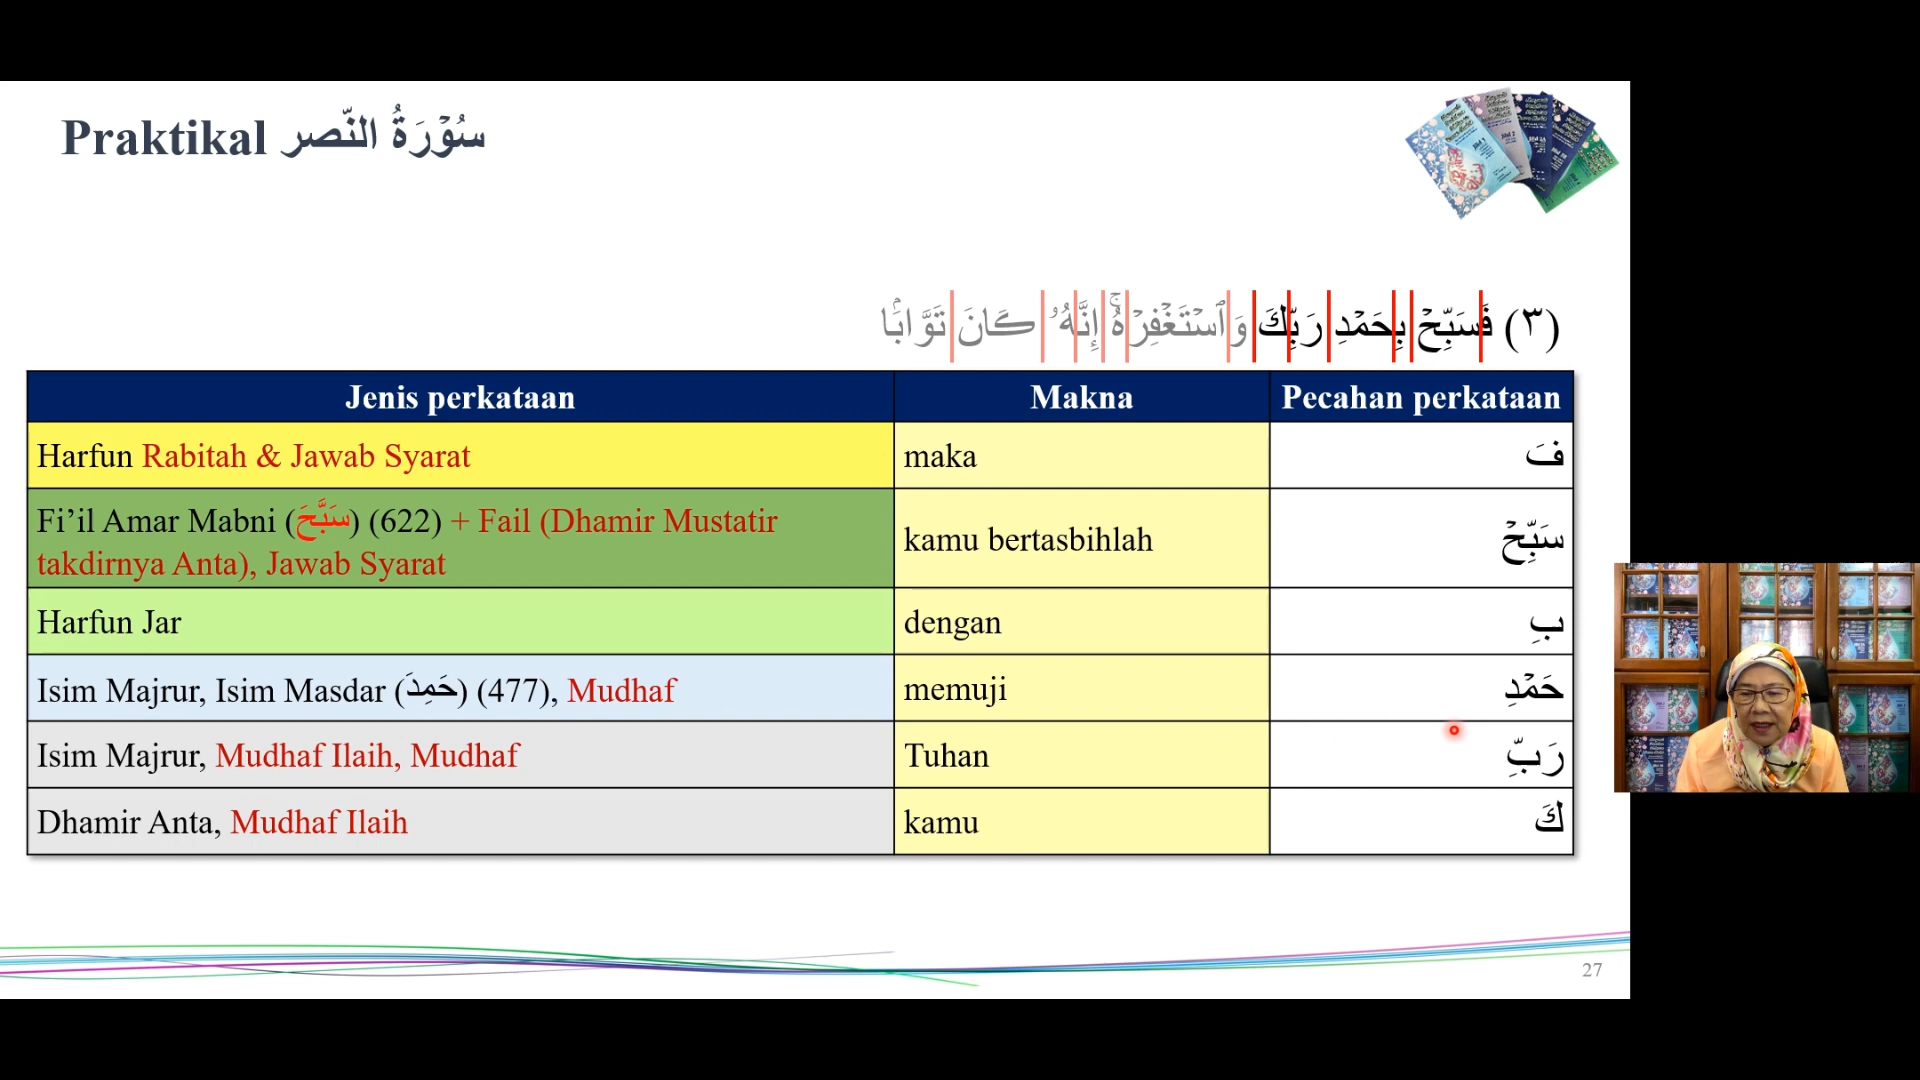 Praktikal سُوْرَةُ النّصر
(٣) فَسَبِّحْ بِحَمْدِ رَبِّكَ وَٱسْتَغْفِرْهُ ۚ إِنَّهُۥ كَانَ تَوَّابًۢا
Jenis perkataan Makna Pecahan perkataan
Harfun Rabitah & Jawab Syarat maka فَ
Fi’il Amar Mabni (سَبَّحَ) (622) + Fail (Dhamir Mustatir
takdirnya Anta), Jawab Syarat kamu bertasbihlah سَبِّحْ
Harfun Jar dengan بِ
Isim Majrur, Isim Masdar (حَمِدَ) (477), Mudhaf memuji حَمْدِ
Isim Majrur, Mudhaf Ilaih, Mudhaf Tuhan رَبِّ
Dhamir Anta, Mudhaf Ilaih kamu كَ
27